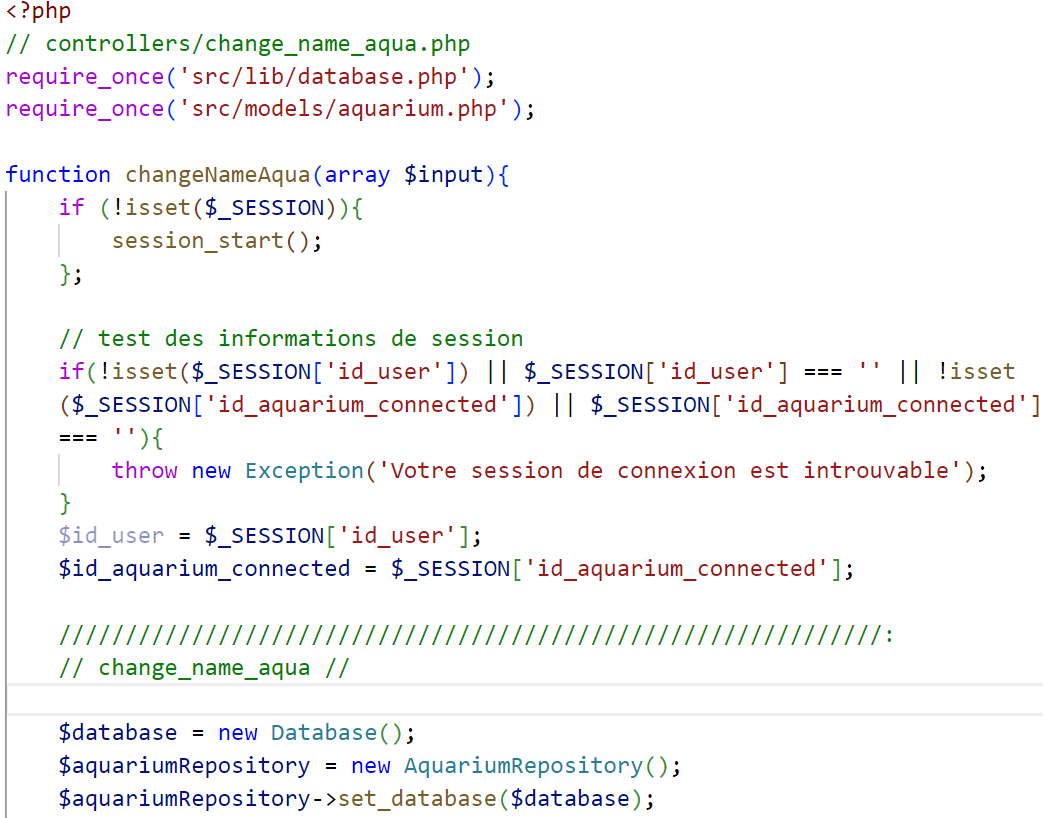 <?php
// controllers/change_name_aqua.php
require_once('src/lib/database.php');
require_once('src/models/aquarium.php');
function changeNameAqua(array $input){
if (!isset($_SESSION)){
session_start();
};
// test des informations de session
if(!isset($_SESSION['id_user']) || $_SESSION['id_user'] === '' || !isset
($_SESSION['id_aquarium_connected']) || $_SESSION['id_aquarium_connected']
=== ''){
throw new Exception('Votre session de connexion est introuvable');
}
$id_user = $_SESSION['id_user'];
$id_aquarium_connected = $_SESSION['id_aquarium_connected'];
//////////////////////////////////////////////////////////////:
// change_name_aqua //
$database = new Database();
$aquariumRepository = new AquariumRepository();
$aquariumRepository->set_database($database);